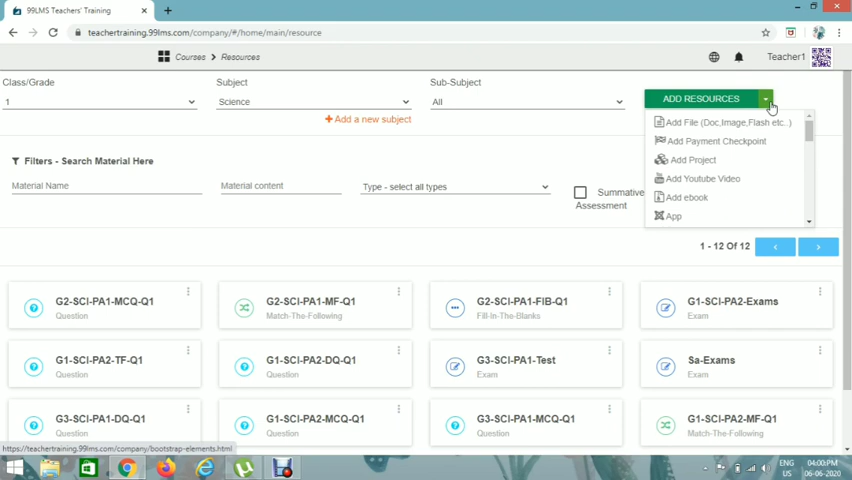 99LMS Teachers' Training
teachertraining.99lms.com/company/#/home/main/resource
Courses > Resources
Teacher1
Class/Grade
Subject
Sub-Subject
1
Science
All
ADD RESOURCES
+ Add a new subject
Add File (Doc,Image,Flash etc..)
Add Payment Checkpoint
Add Project
Add Youtube Video
Add ebook
App
Filters - Search Material Here
Material Name
Material content
Type - select all types
Summative
Assessment
1 - 12 Of 12
G2-SCI-PA1-MCQ-Q1
Question
G2-SCI-PA1-MF-Q1
Match-The-Following
G2-SCI-PA1-FIB-Q1
Fill-In-The-Blanks
G1-SCI-PA2-Exams
Exam
G1-SCI-PA2-TF-Q1
Question
G1-SCI-PA2-DQ-Q1
Question
G3-SCI-PA1-Test
Exam
Sa-Exams
Exam
G3-SCI-PA1-DQ-Q1
Question
G1-SCI-PA2-MCQ-Q1
Question
G3-SCI-PA1-MCQ-Q1
Question
G1-SCI-PA2-MF-Q1
Match-The-Following
https://teachertraining.99lms.com/company/bootstrap-elements.html
ENG
IN
04:00:PM
06-06-2020